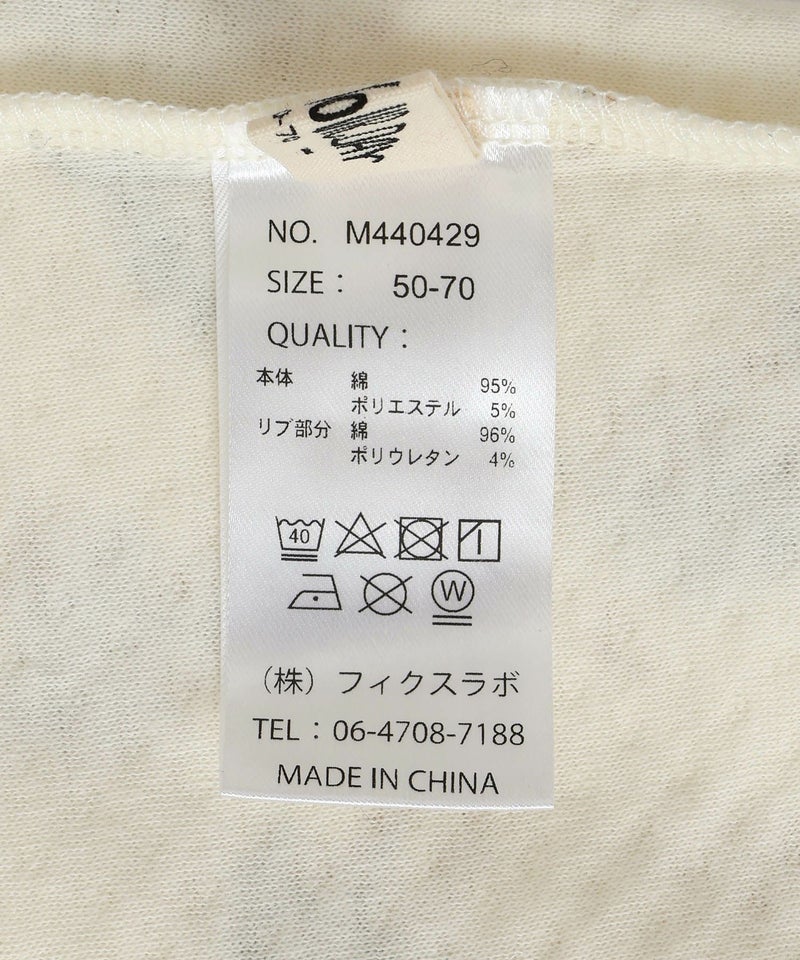 NO. M440429
SIZE： 50-70
QUALITY：
本体 綿 95%
ポリエステル 5%
リブ部分 綿 96%
ポリウレタン 4%
40
W
（株）フィクスラボ
TEL：06-4708-7188
MADE IN CHINA